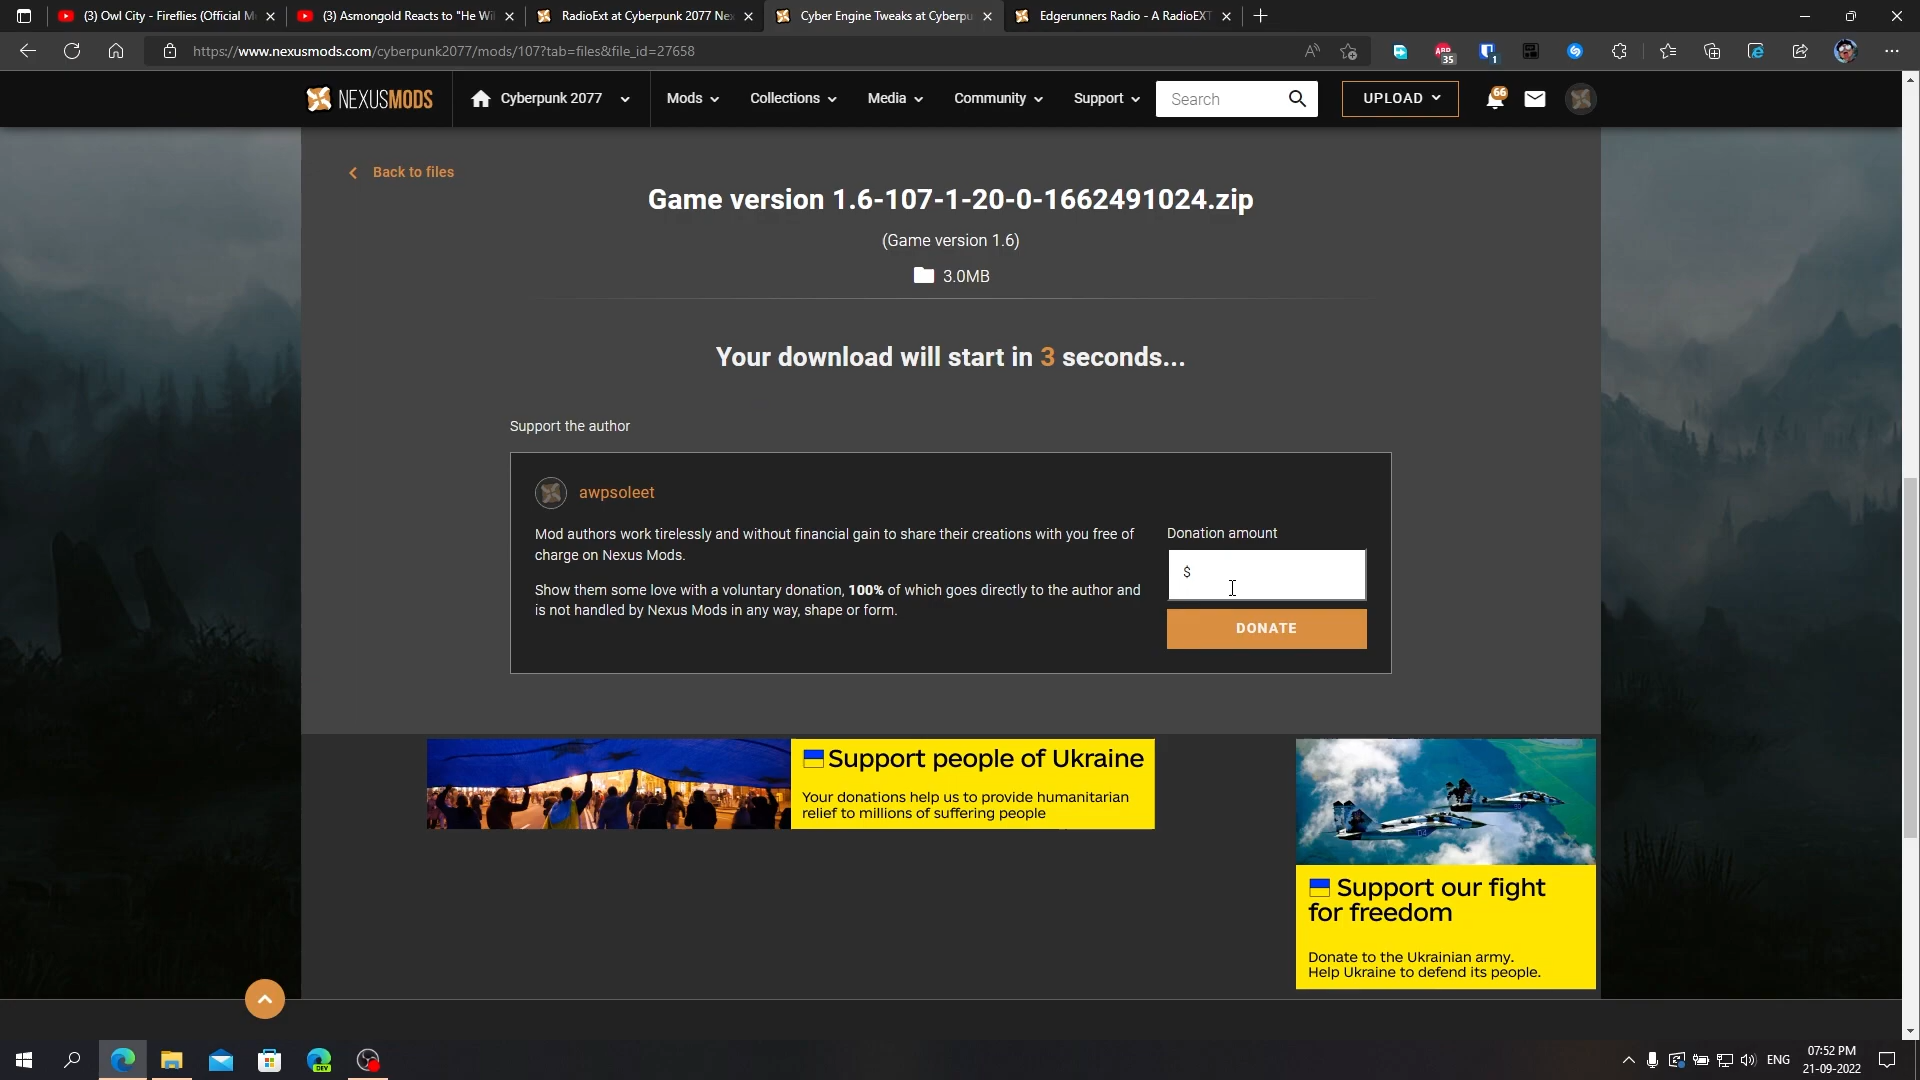 (3) Owl City - Fireflies (Official M
(3) Asmongold Reacts to "He Wi
RadioExt at Cyberpunk 2077 Ne
Cyber Engine Tweaks at Cyberpu
Edgerunners Radio - A RadioEXT
https://www.nexusmods.com/cyberpunk2077/mods/107?tab=files&file_id=27658
ABP
35
1
NEXUSMODS
Cyberpunk 2077
Mods
Collections
Media
Community
Support
Search
UPLOAD
66
Back to files
Game version 1.6-107-1-20-0-1662491024.zip
(Game version 1.6)
3.0MB
Your download will start in 3 seconds...
Support the author
awpsoleet
Mod authors work tirelessly and without financial gain to share their creations with you free of
charge on Nexus Mods.
Show them some love with a voluntary donation, 100% of which goes directly to the author and
is not handled by Nexus Mods in any way, shape or form.
Donation amount
$
DONATE
Support people of Ukraine
Your donations help us to provide humanitarian
relief to millions of suffering people
Support our fight
for freedom
Donate to the Ukrainian army.
Help Ukraine to defend its people.
DEV
ENG
07:52 PM
21-09-2022